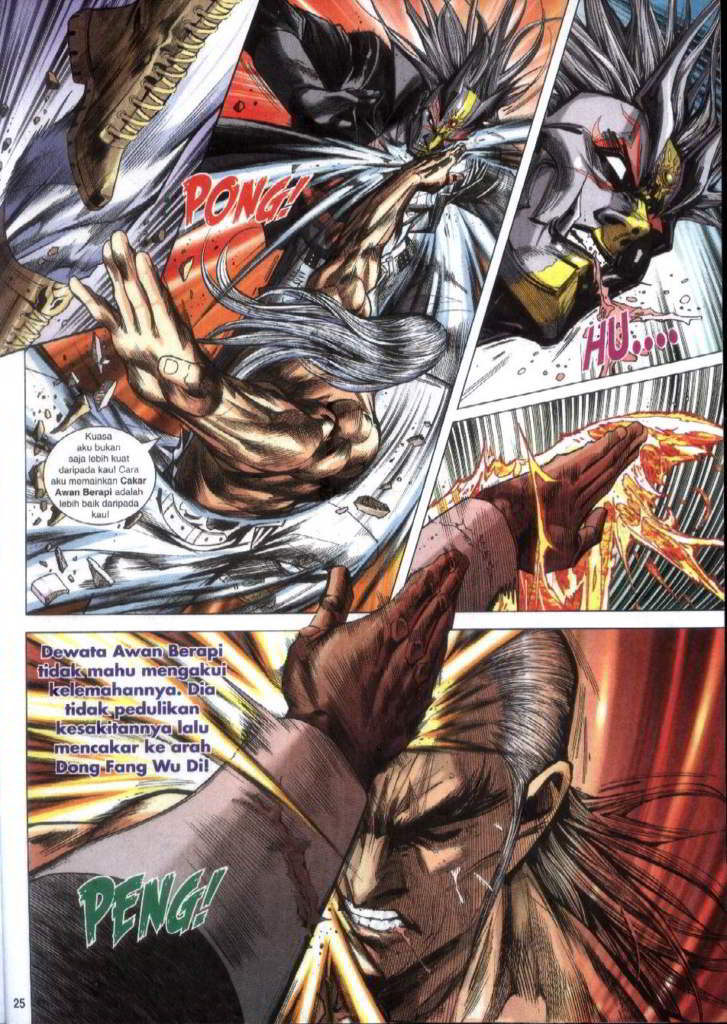 PONG!
HU....
Kuasa
aku bukan
saja lebih kuat
daripada kau! Cara
aku memainkan Cakar
Awan Berapi adalah
lebih baik daripada
kau!
Dewata Awan Berapi
tidak mahu mengakui
kelemahannya. Dia
tidak pedulikan
kesakitannya lalu
mencakar ke arah
Dong Fang Wu Di!
PENG!
25